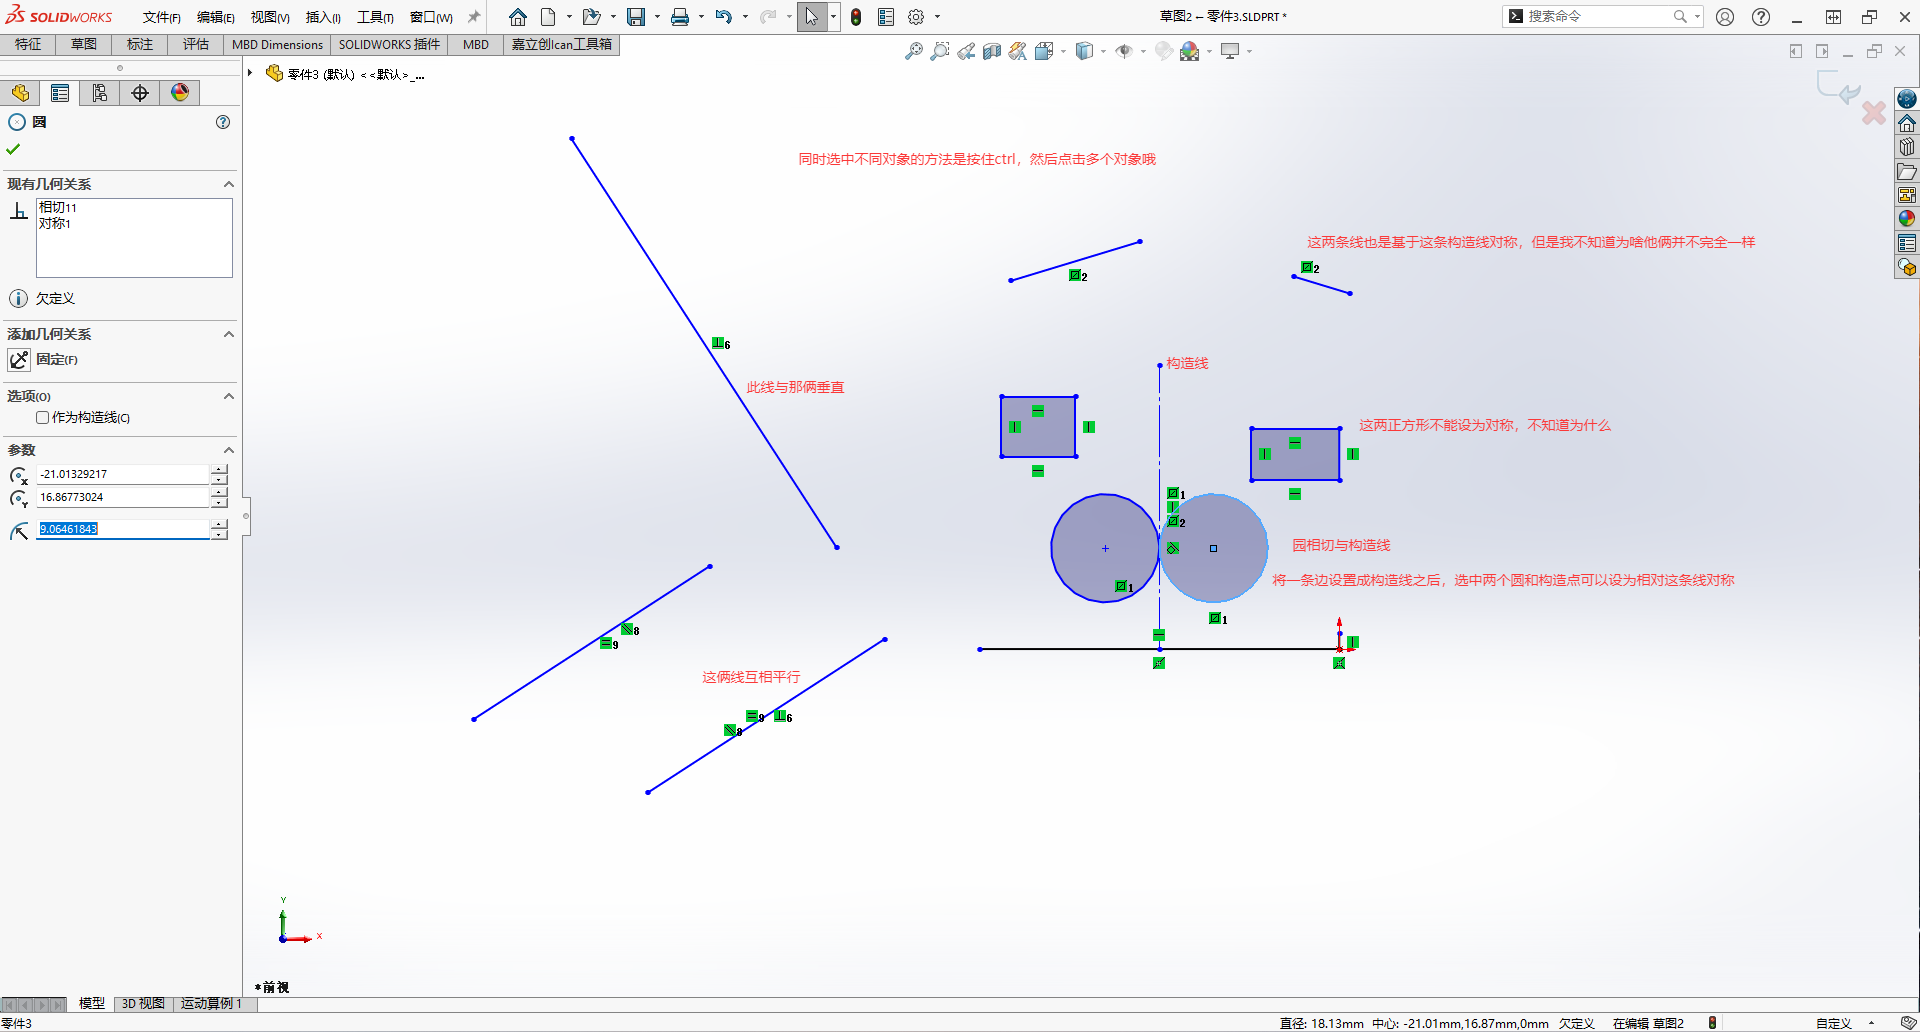 SOLIDWORKS 文件(F) 编辑(E) 视图(V) 插入(I) 工具(T) 窗口(W) 草图2 ← 零件3.SLDPRT * 搜索命令
特征 草图 标注 评估 MBD Dimensions SOLIDWORKS 插件 MBD 嘉立创Ican工具箱
零件3 (默认) <<默认>_...
圆
现有几何关系
相切11
对称1
欠定义
添加几何关系
固定(F)
选项(O)
作为构造线(C)
参数
-21.01329217
16.86773024
9.06461843
同时选中不同对象的方法是按住ctrl，然后点击多个对象哦
这两条线也是基于这条构造线对称，但是我不知道为啥他俩并不完全一样
2
2
6
构造线
此线与那俩垂直
这两正方形不能设为对称，不知道为什么
1
2
园相切与构造线
将一条边设置成构造线之后，选中两个圆和构造点可以设为相对这条线对称
1
1
8
9
这俩线互相平行
9 6
8
Y
X
*前视
模型 3D 视图 运动算例 1
零件3 直径: 18.13mm 中心: -21.01mm,16.87mm,0mm 欠定义 在编辑 草图2 自定义